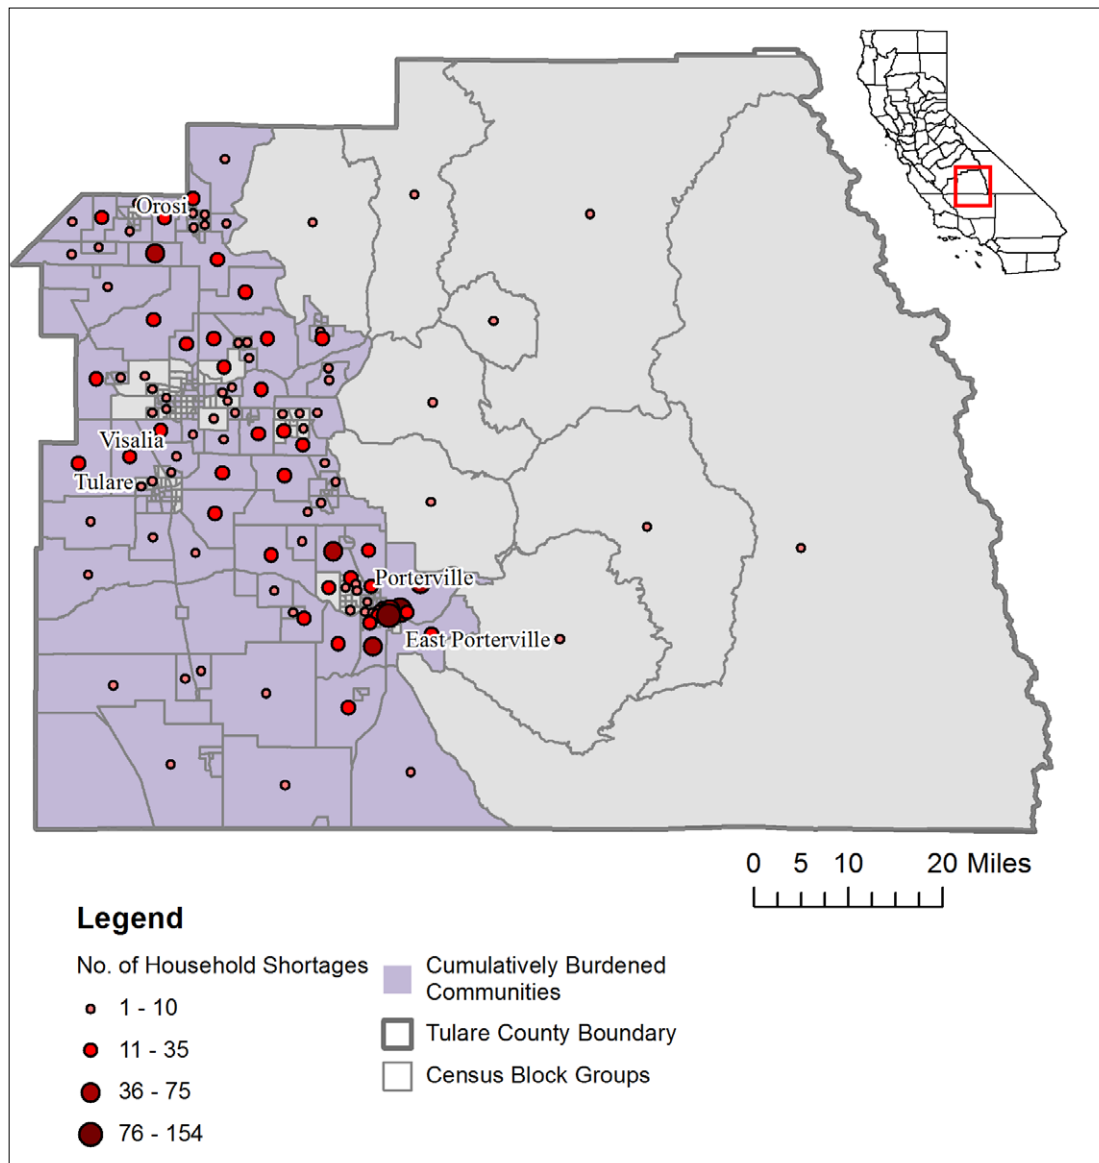 Orosi
Visalia
Tulare
Porterville
East Porterville
0 5 10 20 Miles
Legend
No. of Household Shortages
1 - 10
11 - 35
36 - 75
76 - 154
Cumulatively Burdened
Communities
Tulare County Boundary
Census Block Groups